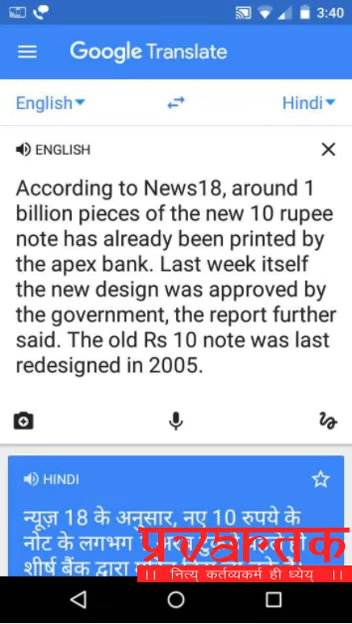 3:40
Google Translate
English
Hindi
ENGLISH
According to News18, around 1
billion pieces of the new 10 rupee
note has already been printed by
the apex bank. Last week itself
the new design was approved by
the government, the report further
said. The old Rs 10 note was last
redesigned in 2005.
HINDI
न्यूज़ 18 के अनुसार, नए 10 रुपये के
नोट के लगभग
शीर्ष बैंक द्वारा
प्रvartक
|| नित्य कर्तव्यकर्म ही ध्येय ||